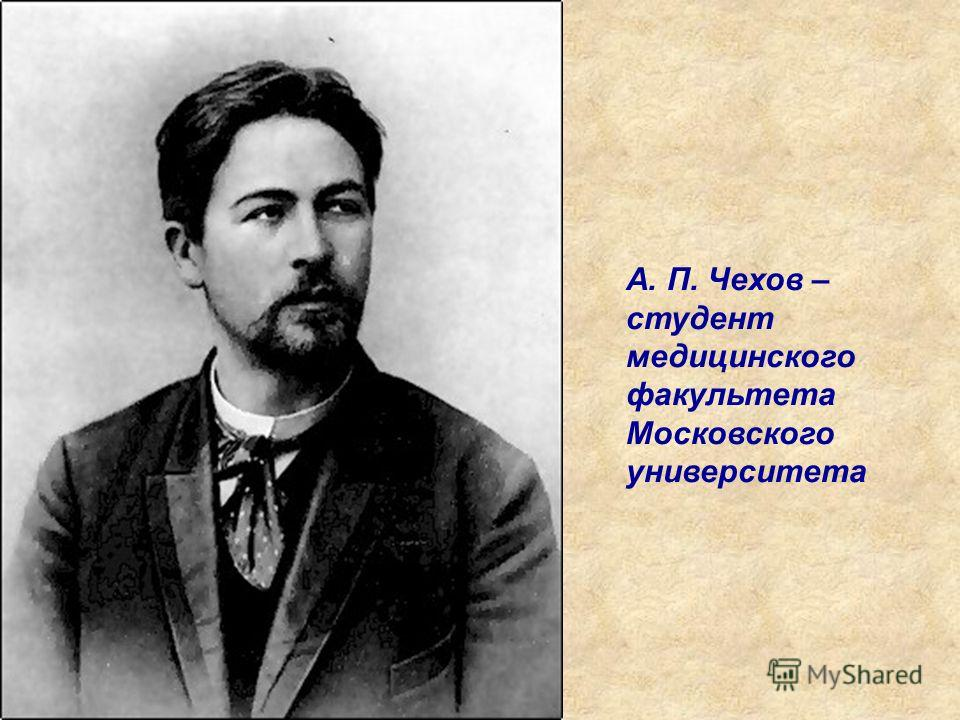 А. П. Чехов –
студент
медицинского
факультета
Московского
университета
MyShared